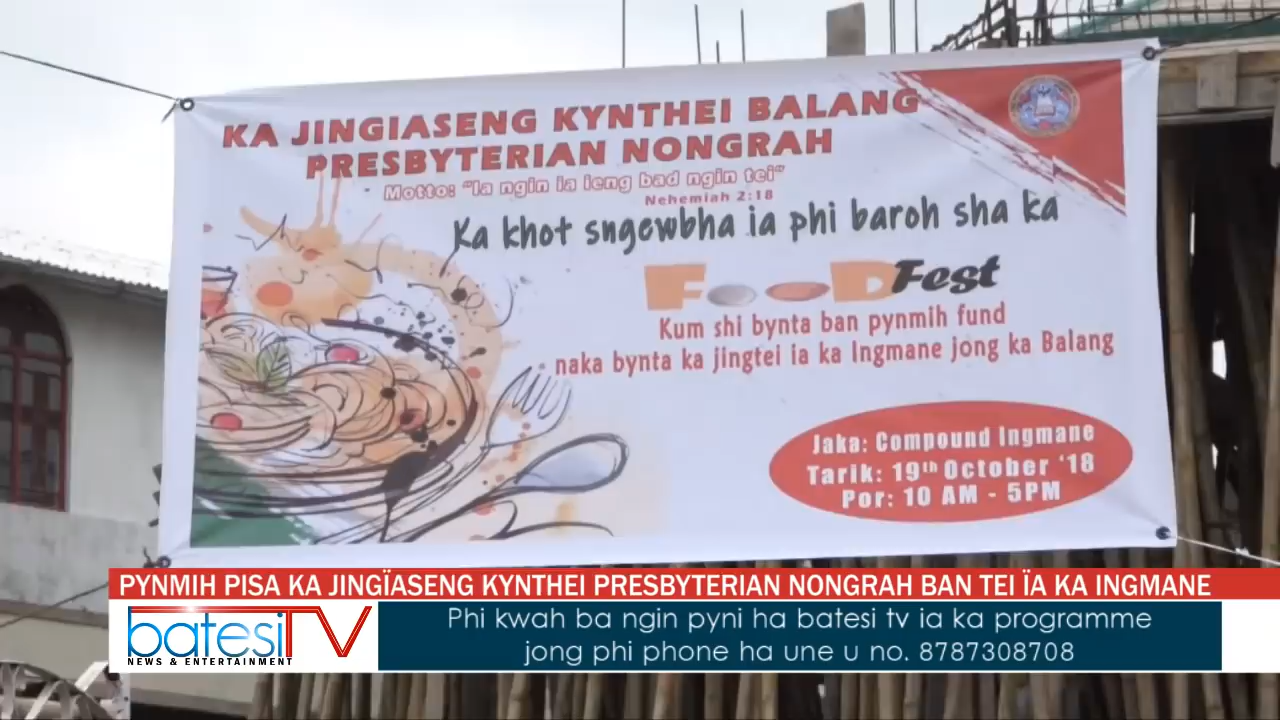 KA JINGIASENG KYNTHEI BALANG
PRESBYTERIAN NONGRAH
Motto: "Ia ngin ia ieng bad ngin tei"
Nehemiah 2:18
Ka khot sngewbha ia phi baroh sha ka
FOOD Fest
Kum shi bynta ban pynmih fund
naka bynta ka jingtei ia ka Ingmane jong ka Balang
Jaka: Compound Ingmane
Tarik: 19th October '18
Por: 10 AM - 5PM
PYNMIH PISA KA JINGÏASENG KYNTHEI PRESBYTERIAN NONGRAH BAN TEI ÏA KA INGMANE
batesi TV
NEWS & ENTERTAINMENT
Phi kwah ba ngin pyni ha batesi tv ia ka programme
jong phi phone ha une u no. 8787308708